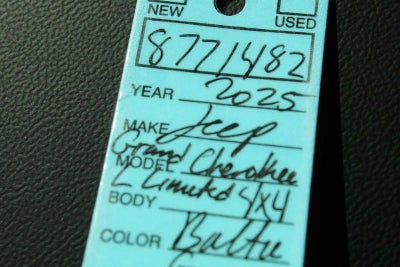 NEW USED
8771482
YEAR 2025
MAKE Jeep
MODEL Grand Cherokee
BODY L Limited 4x4
COLOR Baltic